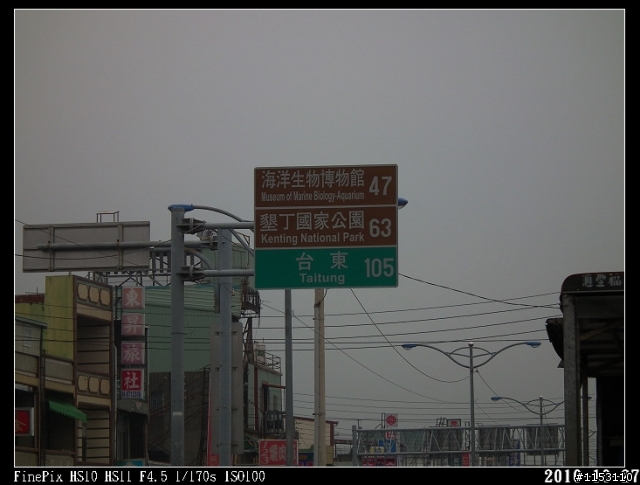 海洋生物博物館 47
Museum of Marine Biology-Aquarium
墾丁國家公園 63
Kenting National Park
台東 105
Taitung
東
昇
旅
社
FinePix HS10 HS11 F4.5 1/170s ISO100
#1153110